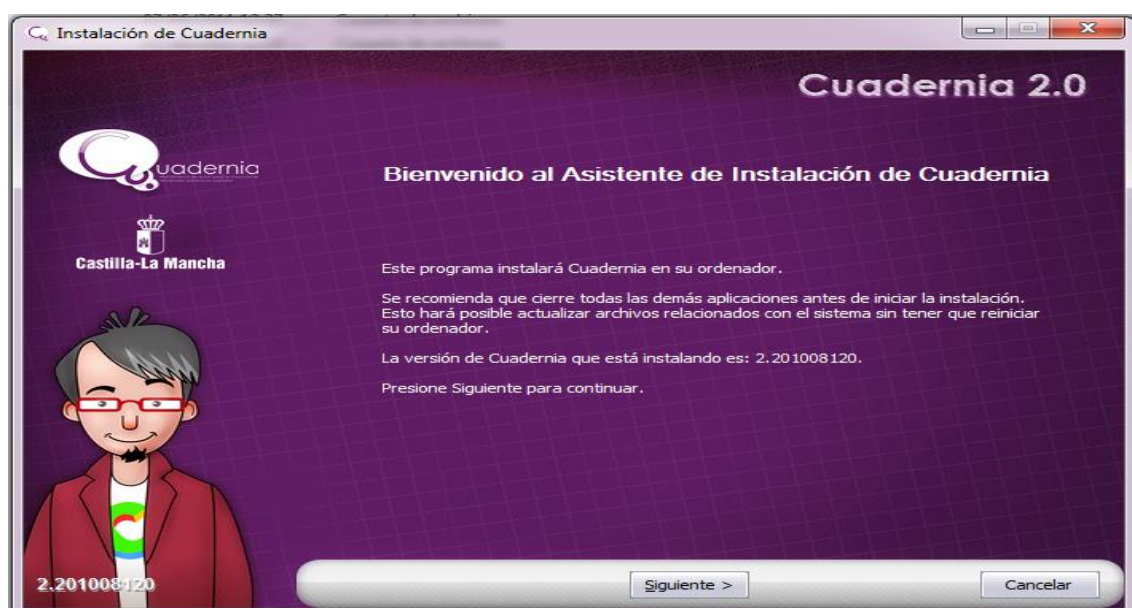 Instalación de Cuadernia
Cuadernia 2.0
Cuadernia
Bienvenido al Asistente de Instalación de Cuadernia
Castilla-La Mancha
Este programa instalará Cuadernia en su ordenador.
Se recomienda que cierre todas las demás aplicaciones antes de iniciar la instalación.
Esto hará posible actualizar archivos relacionados con el sistema sin tener que reiniciar
su ordenador.
La versión de Cuadernia que está instalando es: 2.201008120.
Presione Siguiente para continuar.
2.201008120
Siguiente >
Cancelar